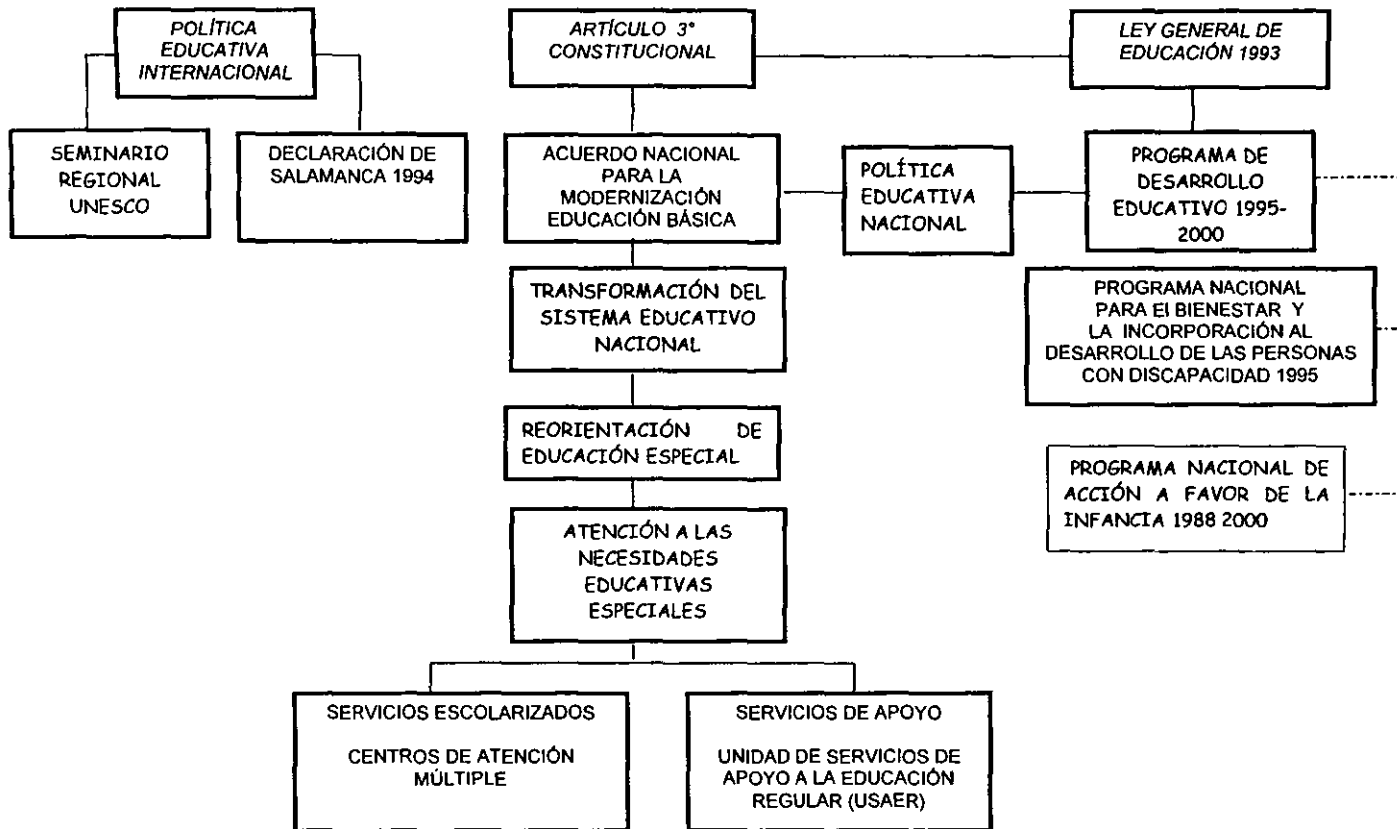 POLÍTICA
EDUCATIVA
INTERNACIONAL
ARTÍCULO 3°
CONSTITUCIONAL
LEY GENERAL DE
EDUCACIÓN 1993
SEMINARIO
REGIONAL
UNESCO
DECLARACIÓN DE
SALAMANCA 1994
ACUERDO NACIONAL
PARA LA
MODERNIZACIÓN
EDUCACIÓN BÁSICA
POLÍTICA
EDUCATIVA
NACIONAL
PROGRAMA DE
DESARROLLO
EDUCATIVO 1995-
2000
TRANSFORMACIÓN DEL
SISTEMA EDUCATIVO
NACIONAL
PROGRAMA NACIONAL
PARA El BIENESTAR Y
LA INCORPORACIÓN AL
DESARROLLO DE LAS PERSONAS
CON DISCAPACIDAD 1995
REORIENTACIÓN DE
EDUCACIÓN ESPECIAL
PROGRAMA NACIONAL DE
ACCIÓN A FAVOR DE LA
INFANCIA 1988 2000
ATENCIÓN A LAS
NECESIDADES
EDUCATIVAS
ESPECIALES
SERVICIOS ESCOLARIZADOS
CENTROS DE ATENCIÓN
MÚLTIPLE
SERVICIOS DE APOYO
UNIDAD DE SERVICIOS DE
APOYO A LA EDUCACIÓN
REGULAR (USAER)